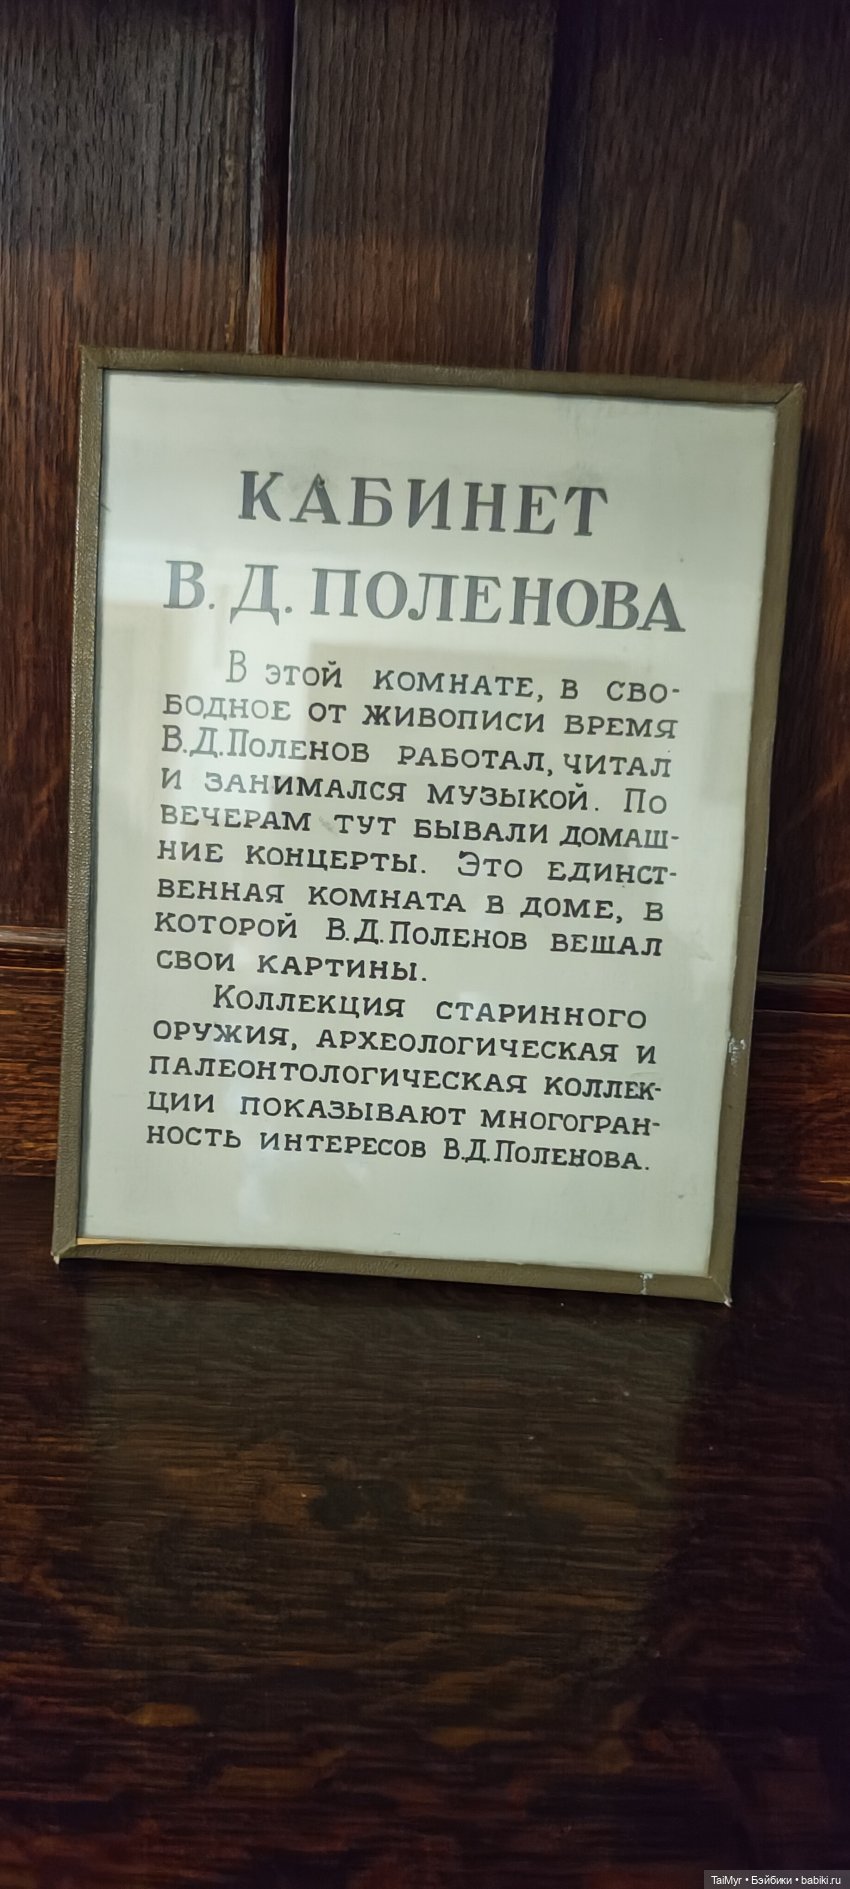 КАБИНЕТ
В. Д. ПОЛЕНОВА
В ЭТОЙ КОМНАТЕ, В СВО-
БОДНОЕ ОТ ЖИВОПИСИ ВРЕМЯ
В.Д.ПОЛЕНОВ РАБОТАЛ, ЧИТАЛ
И ЗАНИМАЛСЯ МУЗЫКОЙ. ПО
ВЕЧЕРАМ ТУТ БЫВАЛИ ДОМАШ-
НИЕ КОНЦЕРТЫ. ЭТО ЕДИНСТ-
ВЕННАЯ КОМНАТА В ДОМЕ, В
КОТОРОЙ В.Д.ПОЛЕНОВ ВЕШАЛ
СВОИ КАРТИНЫ.
КОЛЛЕКЦИЯ СТАРИННОГО
ОРУЖИЯ, АРХЕОЛОГИЧЕСКАЯ И
ПАЛЕОНТОЛОГИЧЕСКАЯ КОЛЛЕК-
ЦИИ ПОКАЗЫВАЮТ МНОГОГРАН-
НОСТЬ ИНТЕРЕСОВ В.Д.ПОЛЕНОВА.
TaiMyr • Бэйбики • babiki.ru